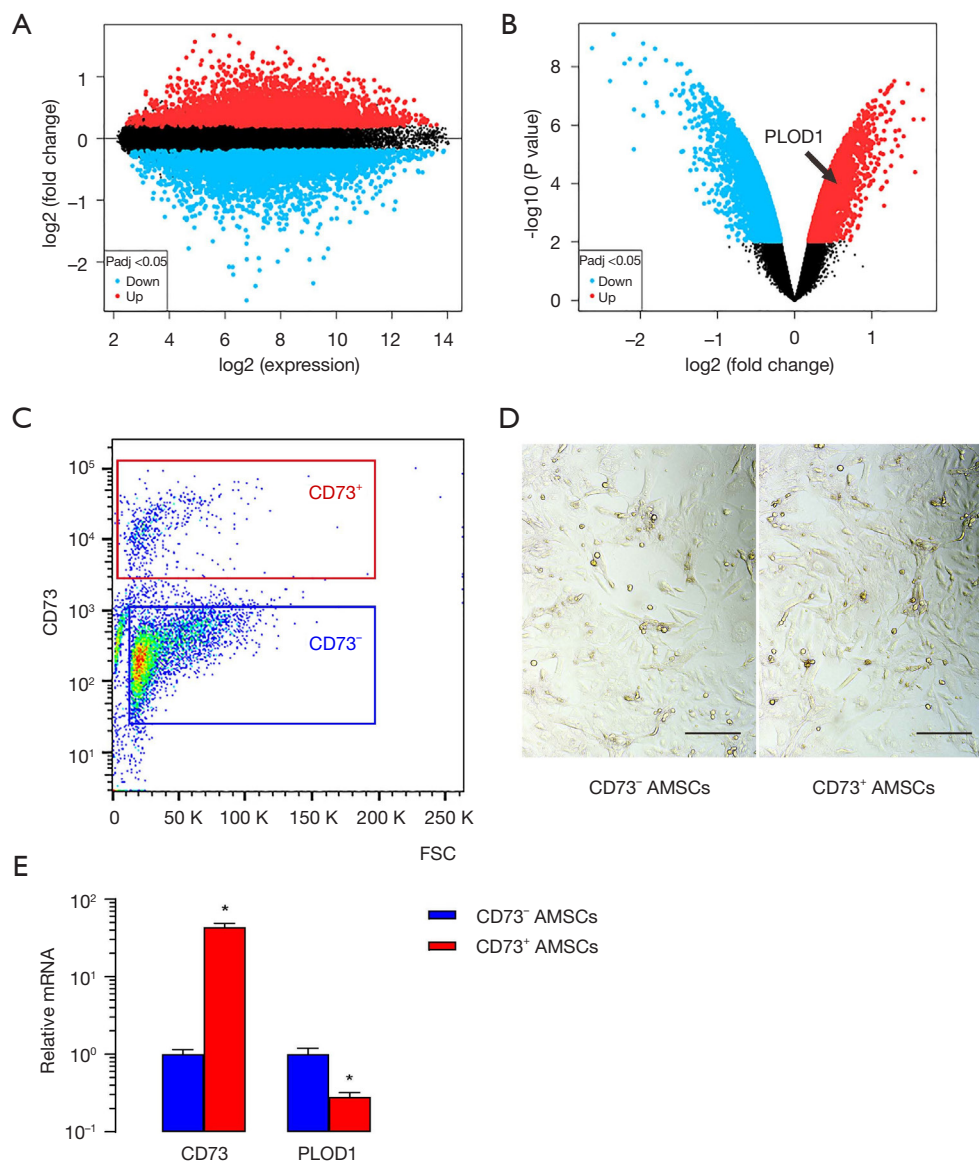 A
log2 (fold change)
1
0
−1
−2
Padj <0.05
Down
Up
2 4 6 8 10 12 14
log2 (expression)
B
-log10 (P value)
8
6
4
2
0
PLOD1
Padj <0.05
Down
Up
−2 −1 0 1
log2 (fold change)
C
CD73
10⁵
10⁴
10³
10²
10¹
CD73⁺
CD73⁻
0 50 K 100 K 150 K 200 K 250 K
FSC
D
CD73⁻ AMSCs CD73⁺ AMSCs
E
Relative mRNA
10²
10¹
10⁰
10⁻¹
*
*
CD73 PLOD1
CD73⁻ AMSCs
CD73⁺ AMSCs